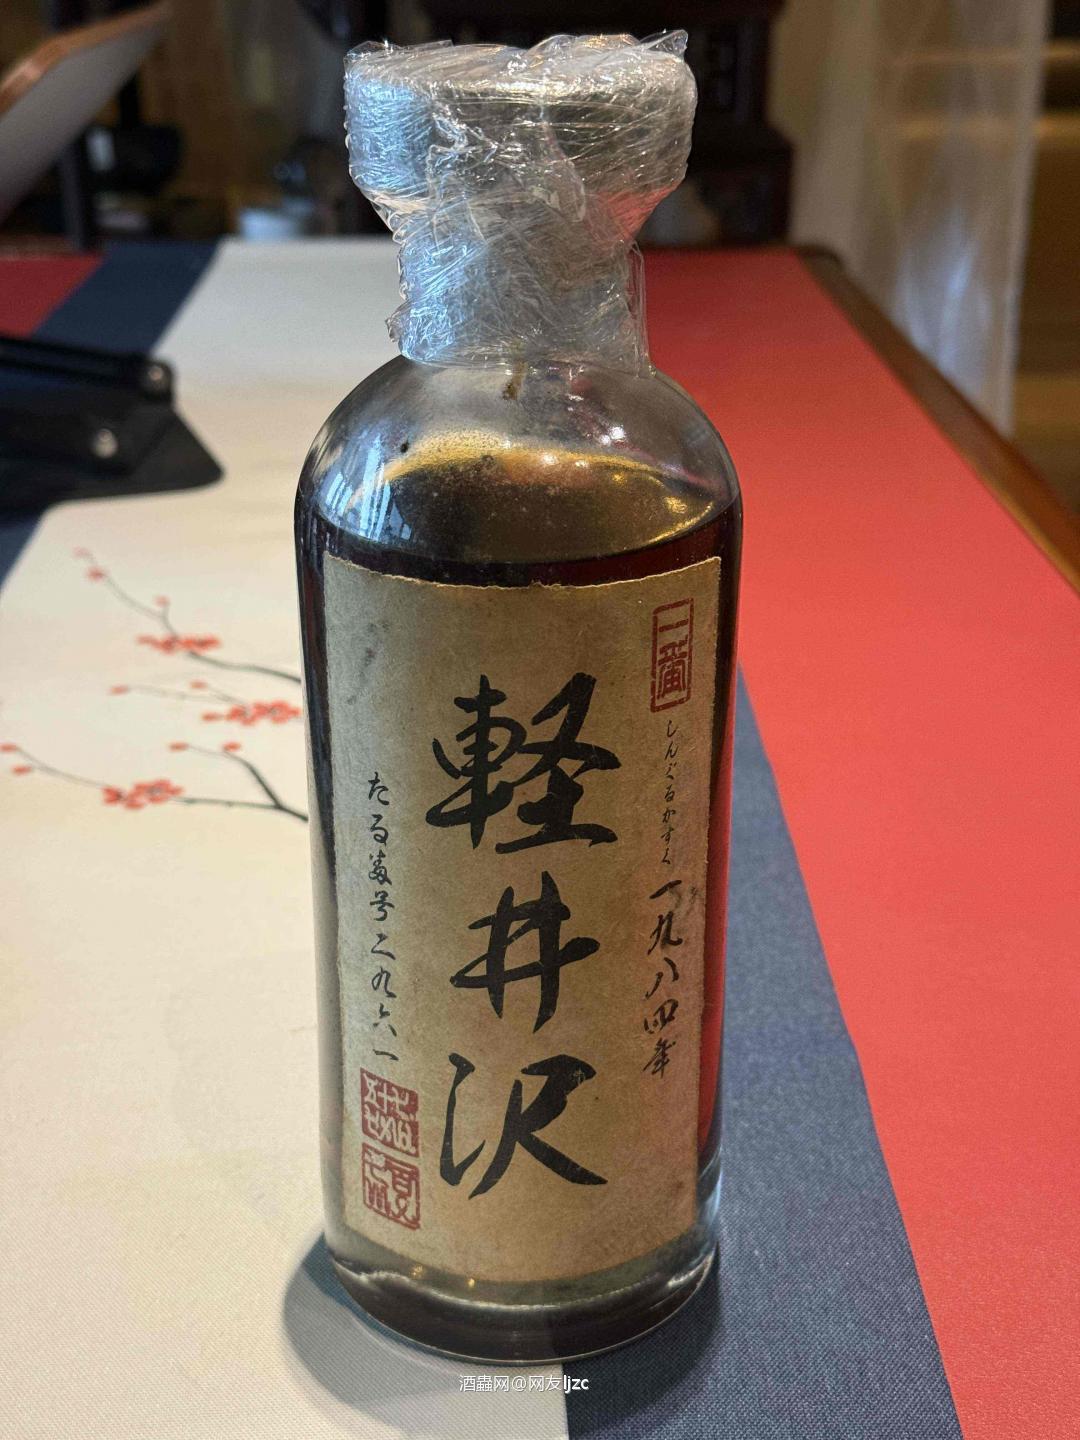 一番
しんぐるかすく
一九八四年
軽井沢
たる番号二九六一
酒蟲网@网友ljzc